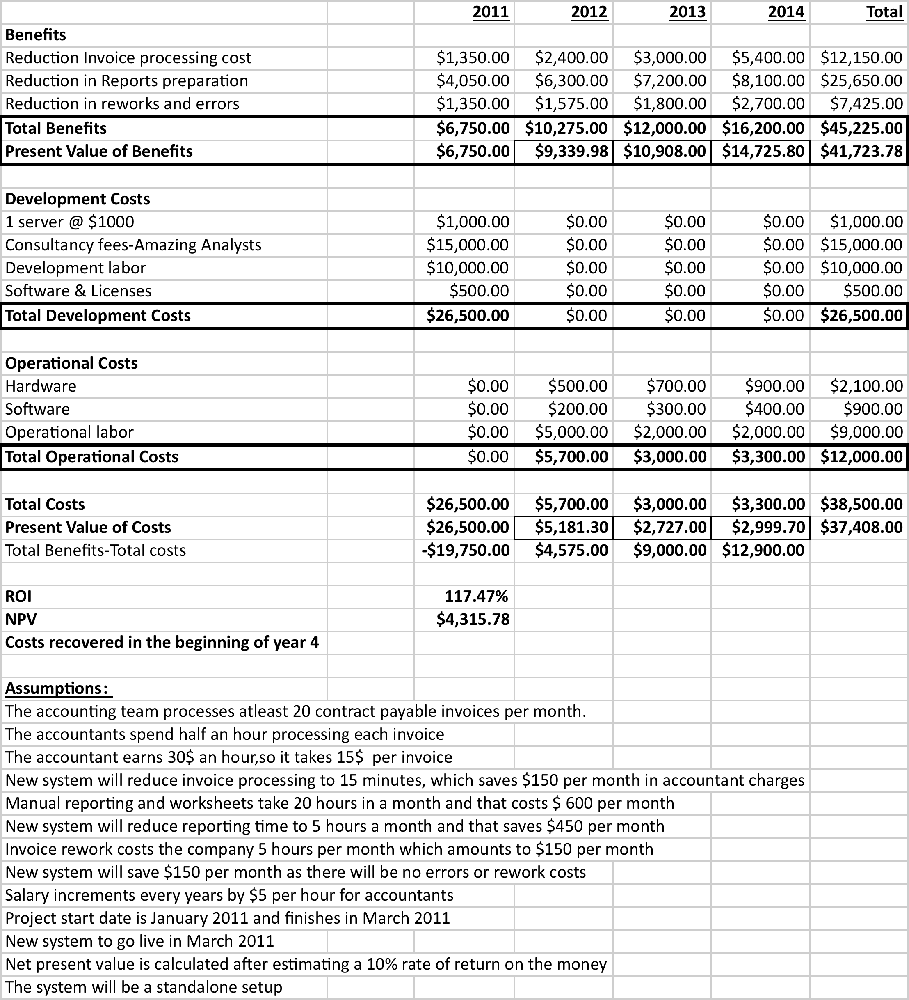 2011 2012 2013 2014 Total
Benefits
Reduction Invoice processing cost $1,350.00 $2,400.00 $3,000.00 $5,400.00 $12,150.00
Reduction in Reports preparation $4,050.00 $6,300.00 $7,200.00 $8,100.00 $25,650.00
Reduction in reworks and errors $1,350.00 $1,575.00 $1,800.00 $2,700.00 $7,425.00
Total Benefits $6,750.00 $10,275.00 $12,000.00 $16,200.00 $45,225.00
Present Value of Benefits $6,750.00 $9,339.98 $10,908.00 $14,725.80 $41,723.78
Development Costs
1 server @ $1000 $1,000.00 $0.00 $0.00 $0.00 $1,000.00
Consultancy fees-Amazing Analysts $15,000.00 $0.00 $0.00 $0.00 $15,000.00
Development labor $10,000.00 $0.00 $0.00 $0.00 $10,000.00
Software & Licenses $500.00 $0.00 $0.00 $0.00 $500.00
Total Development Costs $26,500.00 $0.00 $0.00 $0.00 $26,500.00
Operational Costs
Hardware $0.00 $500.00 $700.00 $900.00 $2,100.00
Software $0.00 $200.00 $300.00 $400.00 $900.00
Operational labor $0.00 $5,000.00 $2,000.00 $2,000.00 $9,000.00
Total Operational Costs $0.00 $5,700.00 $3,000.00 $3,300.00 $12,000.00
Total Costs $26,500.00 $5,700.00 $3,000.00 $3,300.00 $38,500.00
Present Value of Costs $26,500.00 $5,181.30 $2,727.00 $2,999.70 $37,408.00
Total Benefits-Total costs -$19,750.00 $4,575.00 $9,000.00 $12,900.00
ROI 117.47%
NPV $4,315.78
Costs recovered in the beginning of year 4
Assumptions:
The accounting team processes atleast 20 contract payable invoices per month.
The accountants spend half an hour processing each invoice
The accountant earns 30$ an hour,so it takes 15$  per invoice
New system will reduce invoice processing to 15 minutes, which saves $150 per month in accountant charges
Manual reporting and worksheets take 20 hours in a month and that costs $ 600 per month
New system will reduce reporting time to 5 hours a month and that saves $450 per month
Invoice rework costs the company 5 hours per month which amounts to $150 per month
New system will save $150 per month as there will be no errors or rework costs
Salary increments every years by $5 per hour for accountants
Project start date is January 2011 and finishes in March 2011
New system to go live in March 2011
Net present value is calculated after estimating a 10% rate of return on the money
The system will be a standalone setup